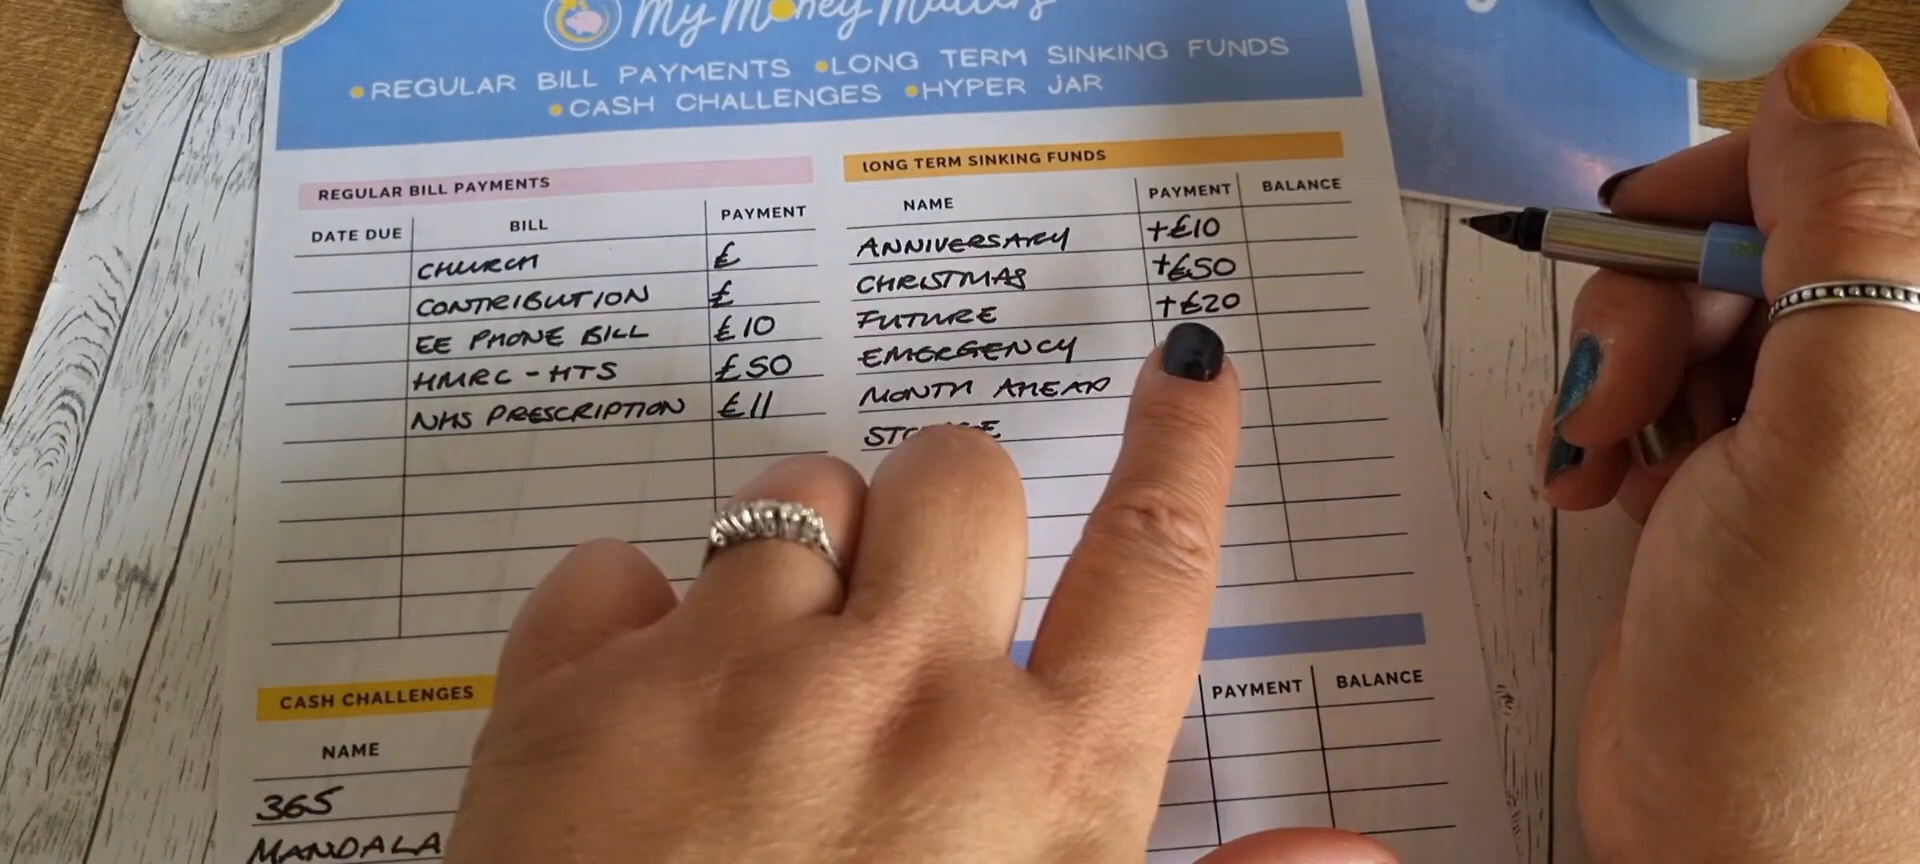 My Money Matters
•REGULAR BILL PAYMENTS •LONG TERM SINKING FUNDS
•CASH CHALLENGES •HYPER JAR
REGULAR BILL PAYMENTS
DATE DUE BILL PAYMENT
CHURCH £
CONTRIBUTION £
EE PHONE BILL £10
HMRC - HTS £50
NHS PRESCRIPTION £11
LONG TERM SINKING FUNDS
NAME PAYMENT BALANCE
ANNIVERSARY +£10
CHRISTMAS +£50
FUTURE +£20
EMERGENCY
MONTH AHEAD
CASH CHALLENGES
NAME
365
MANDALA
PAYMENT BALANCE